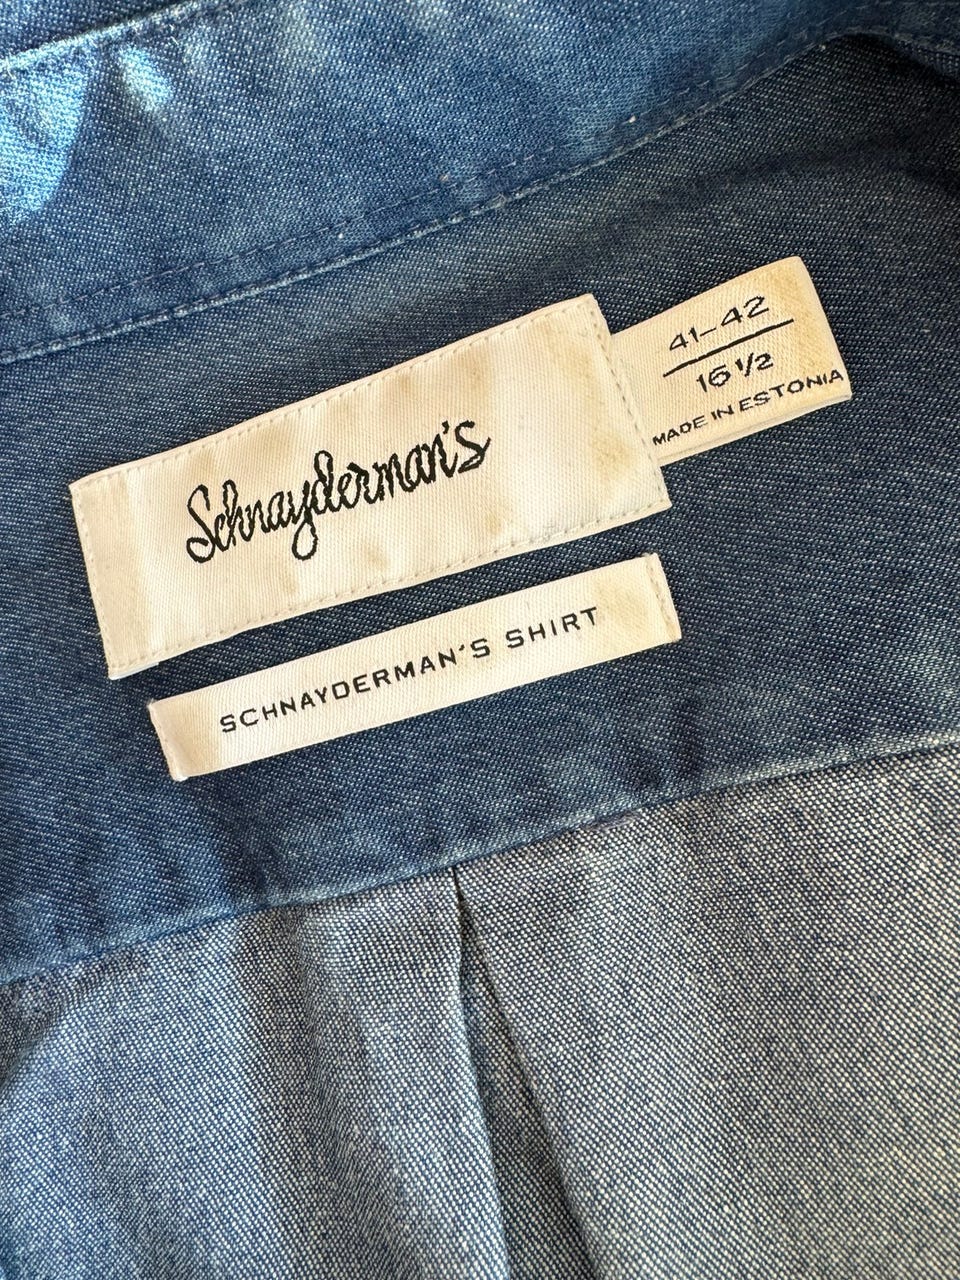 Schnayderman's
41–42
16 1/2
MADE IN ESTONIA
SCHNAYDERMAN'S SHIRT